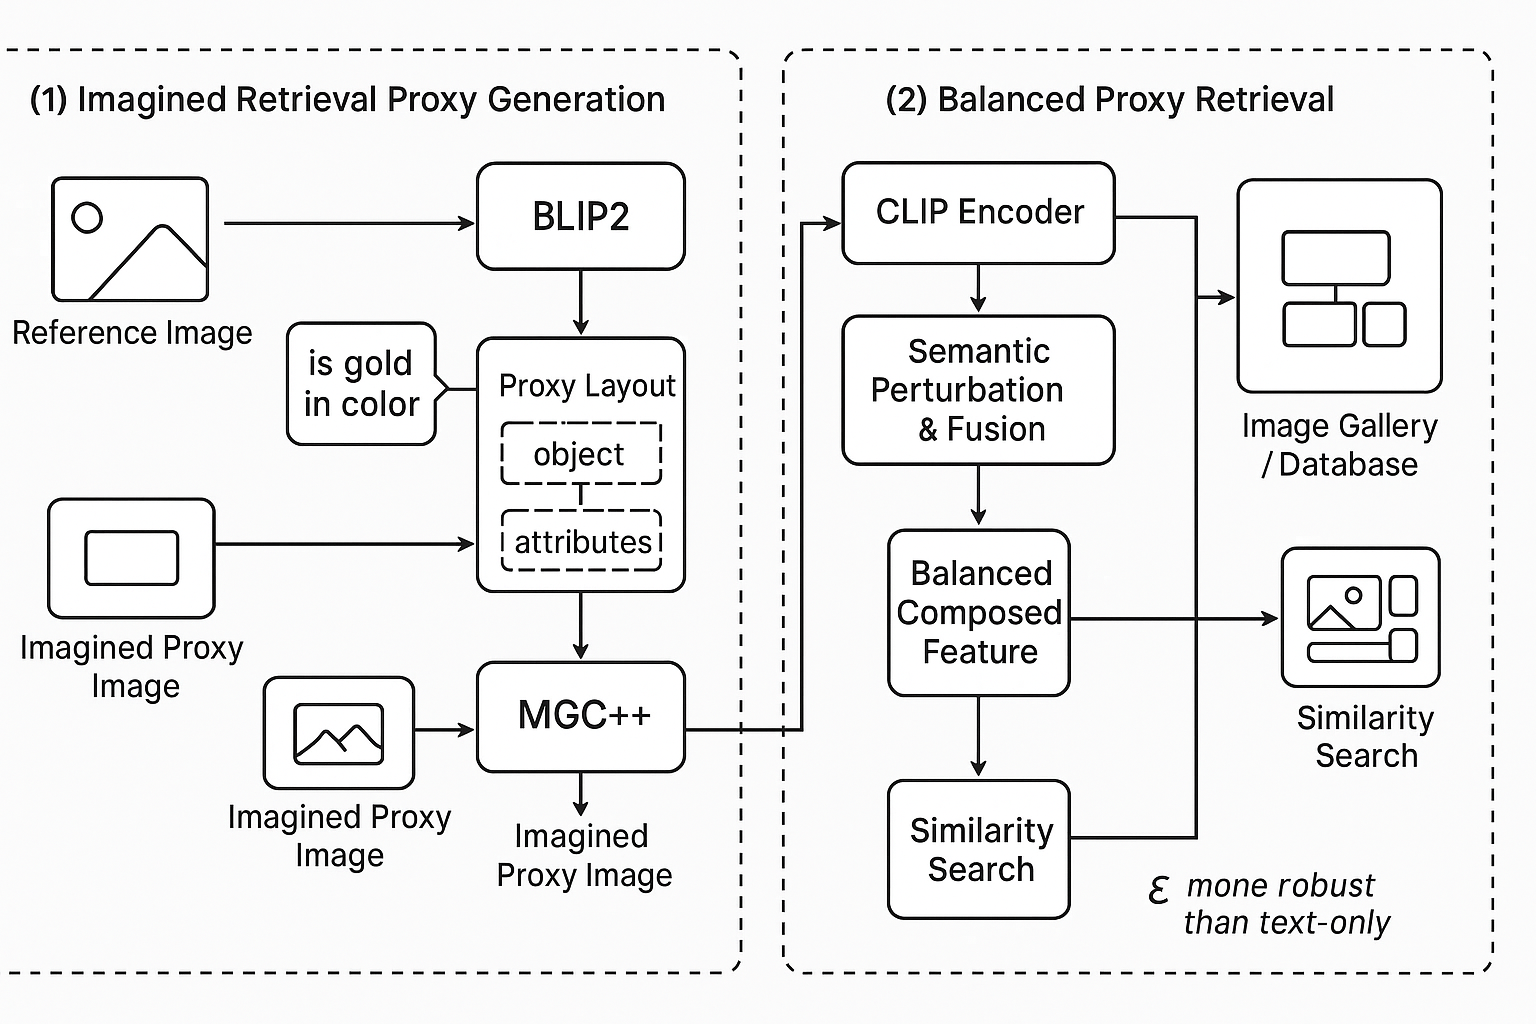 (1) Imagined Retrieval Proxy Generation
Reference Image
BLIP2
is gold
in color
Proxy Layout
object
attributes
Imagined Proxy
Image
MGC++
Imagined Proxy
Image
Imagined
Proxy Image
(2) Balanced Proxy Retrieval
CLIP Encoder
Semantic
Perturbation
& Fusion
Image Gallery
/ Database
Balanced
Composed
Feature
Similarity
Search
Similarity
Search
ε mone robust
than text-only